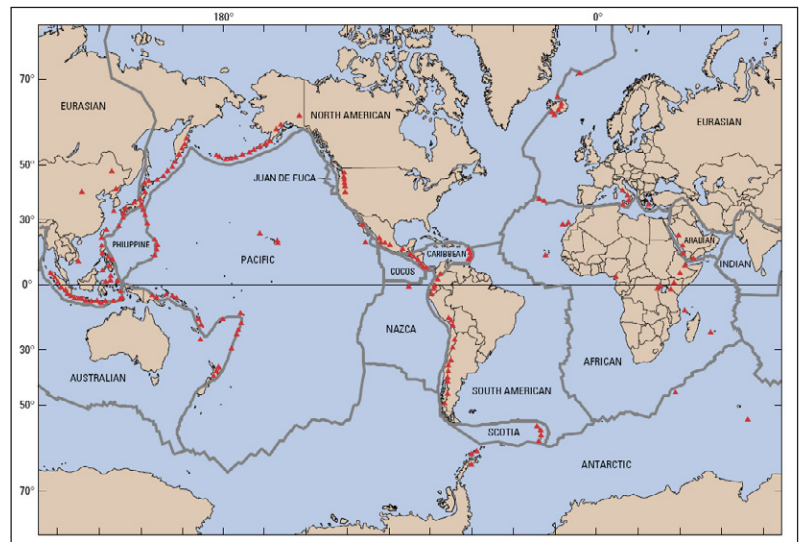 180°
0°
70°
EURASIAN
NORTH AMERICAN
EURASIAN
50°
JUAN DE FUCA
30°
PHILIPPINE
PACIFIC
CARIBBEAN
COCOS
ARABIAN
INDIAN
0°
NAZCA
30°
AUSTRALIAN
AFRICAN
SOUTH AMERICAN
50°
SCOTIA
ANTARCTIC
70°